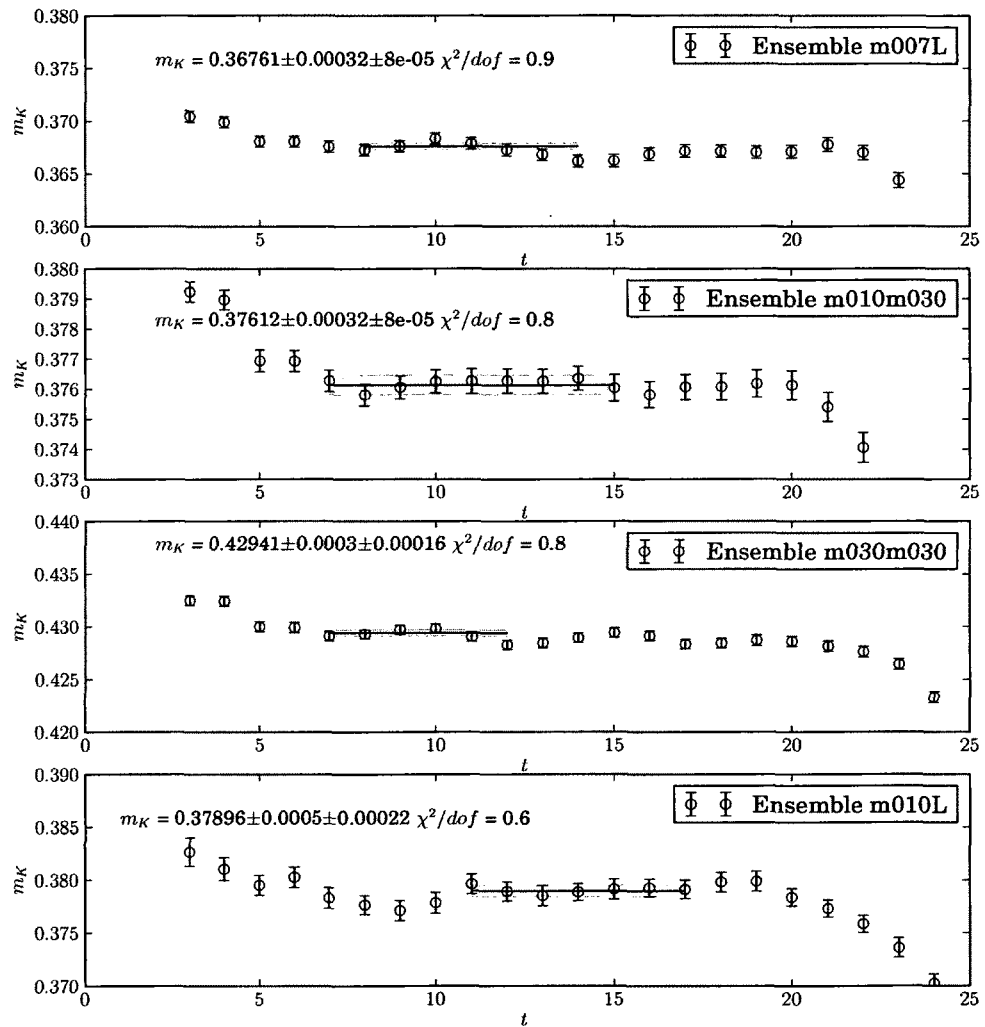 0.380
Ensemble m007L
m_K = 0.36761±0.00032±8e-05 χ²/dof = 0.9
0.375
0.370
0.365
0.360
m_K
0 5 10 15 20 25
t
0.380
Ensemble m010m030
0.379
m_K = 0.37612±0.00032±8e-05 χ²/dof = 0.8
0.378
0.377
0.376
0.375
0.374
0.373
m_K
0 5 10 15 20 25
t
0.440
m_K = 0.42941±0.0003±0.00016 χ²/dof = 0.8
Ensemble m030m030
0.435
0.430
0.425
0.420
m_K
0 5 10 15 20 25
t
0.390
Ensemble m010L
m_K = 0.37896±0.0005±0.00022 χ²/dof = 0.6
0.385
0.380
0.375
0.370
m_K
0 5 10 15 20 25
t